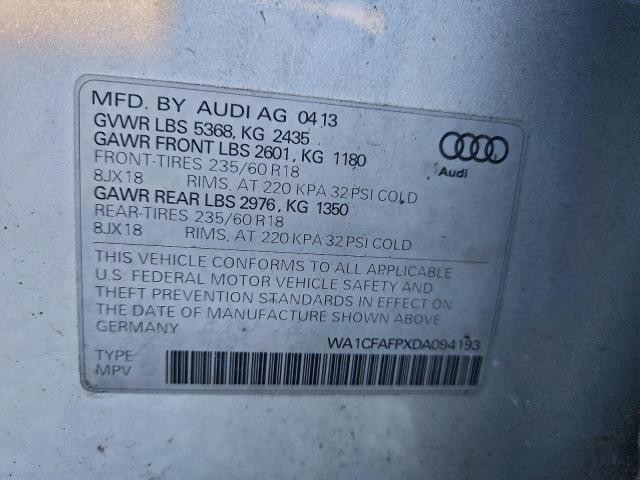 MFD. BY AUDI AG 04 13
GVWR LBS 5368, KG 2435
GAWR FRONT LBS 2601, KG 1180
FRONT-TIRES 235/60 R18
8JX18 RIMS, AT 220 KPA 32 PSI COLD
GAWR REAR LBS 2976, KG 1350
REAR-TIRES 235/60 R18
8JX18 RIMS, AT 220 KPA 32 PSI COLD
Audi
THIS VEHICLE CONFORMS TO ALL APPLICABLE
U.S. FEDERAL MOTOR VEHICLE SAFETY AND
THEFT PREVENTION STANDARDS IN EFFECT ON
THE DATE OF MANUFACTURE SHOWN ABOVE
GERMANY
WA1CFAFPXDA094193
TYPE
MPV